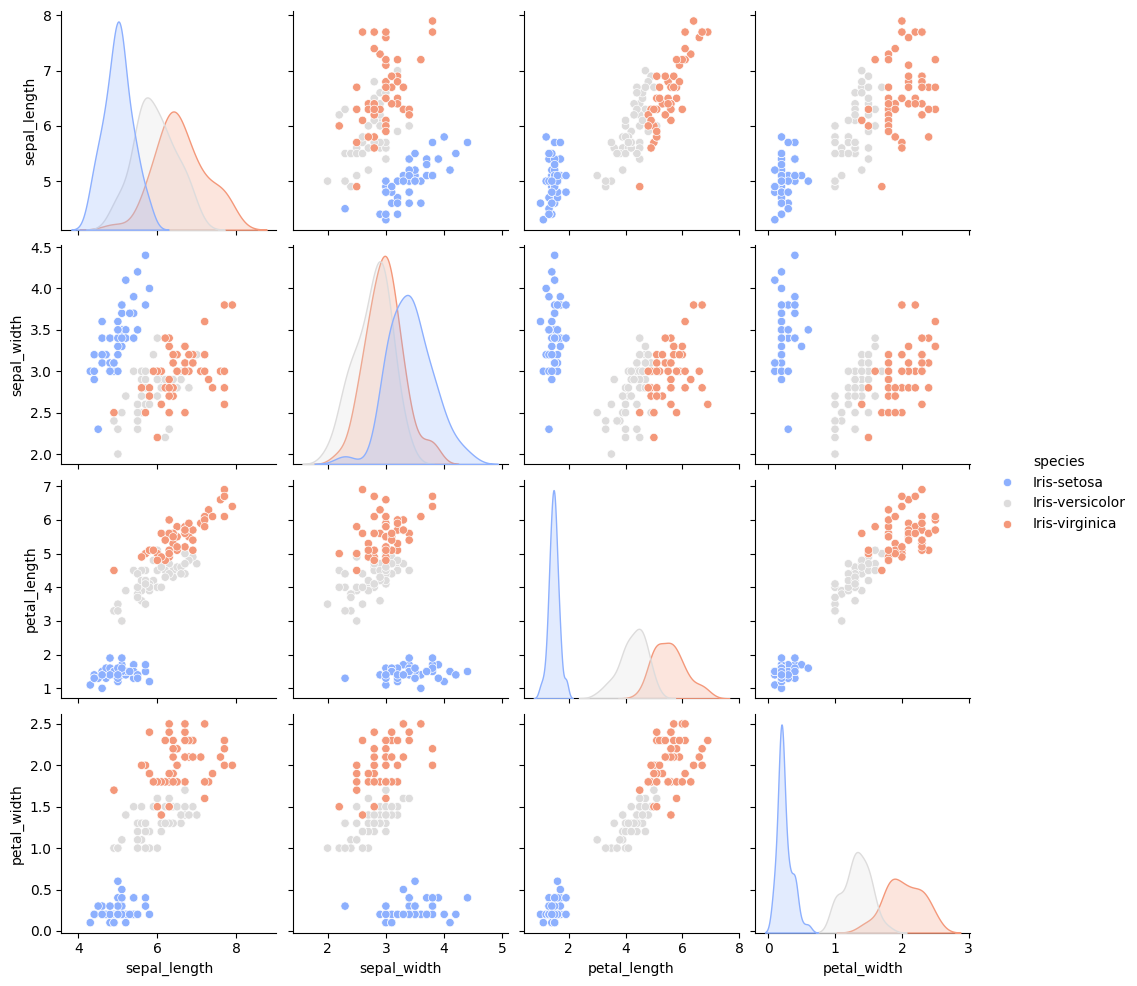 8
7
6
5
sepal_length
4.5
4.0
3.5
3.0
2.5
2.0
sepal_width
7
6
5
4
3
2
1
petal_length
2.5
2.0
1.5
1.0
0.5
0.0
petal_width
4 6 8
sepal_length
2 3 4 5
sepal_width
2 4 6 8
petal_length
0 1 2 3
petal_width
species
Iris-setosa
Iris-versicolor
Iris-virginica